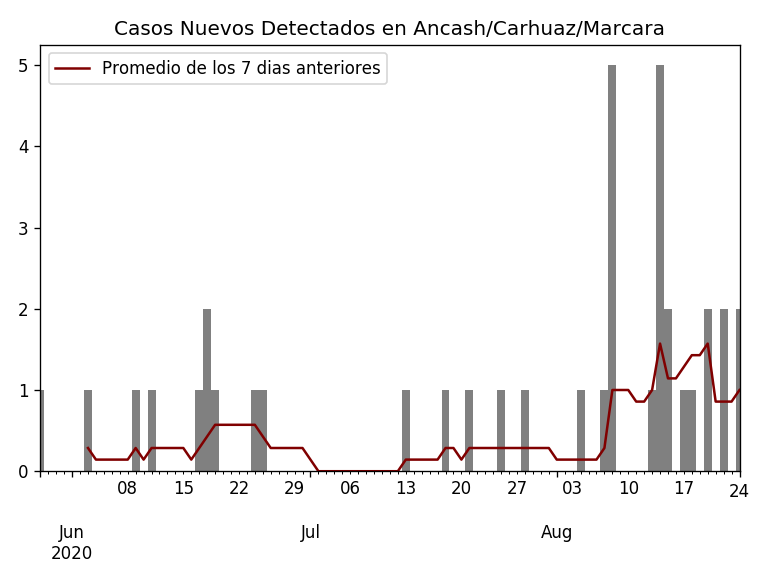 Casos Nuevos Detectados en Ancash/Carhuaz/Marcara
Promedio de los 7 dias anteriores
5
4
3
2
1
0
08 15 22 29 06 13 20 27 03 10 17 24
Jun Jul Aug
2020